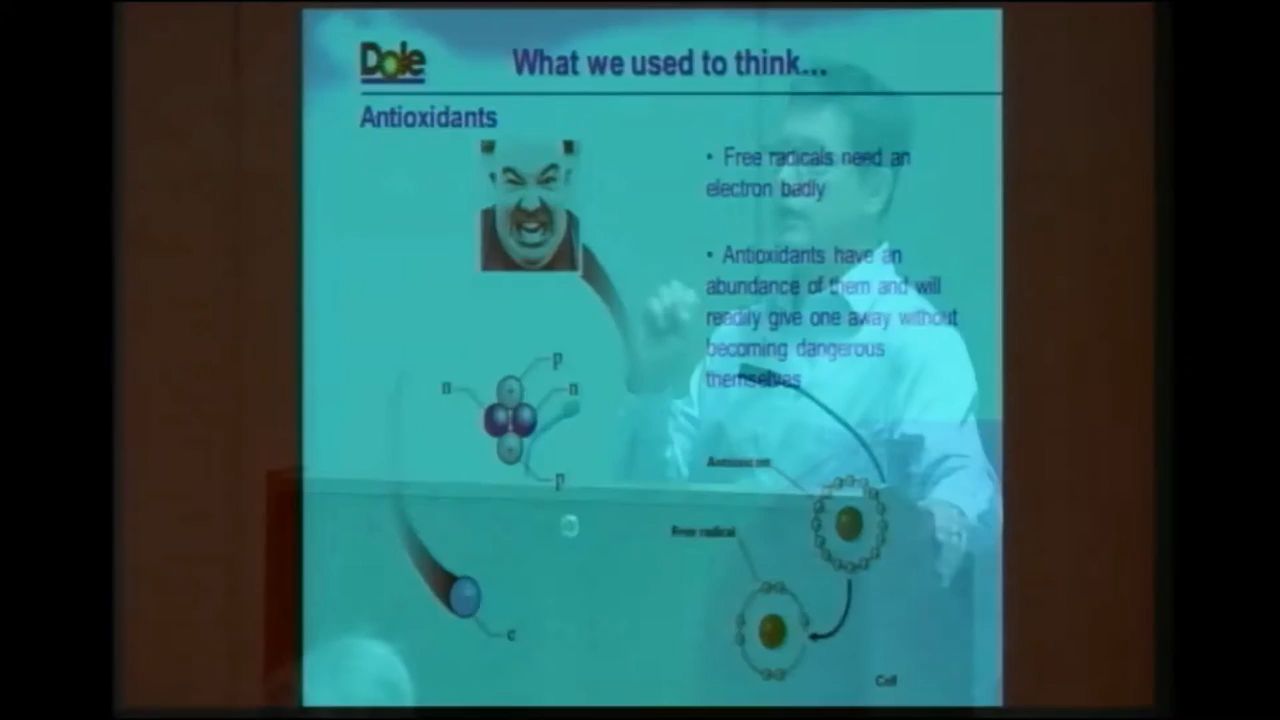 Dole
What we used to think...
Antioxidants
• Free radicals need an
electron badly
• Antioxidants have an
abundance of them and will
readily give one away without
becoming dangerous
themselves
p
n
n
p
Antioxidant
Free radical
e
Cell